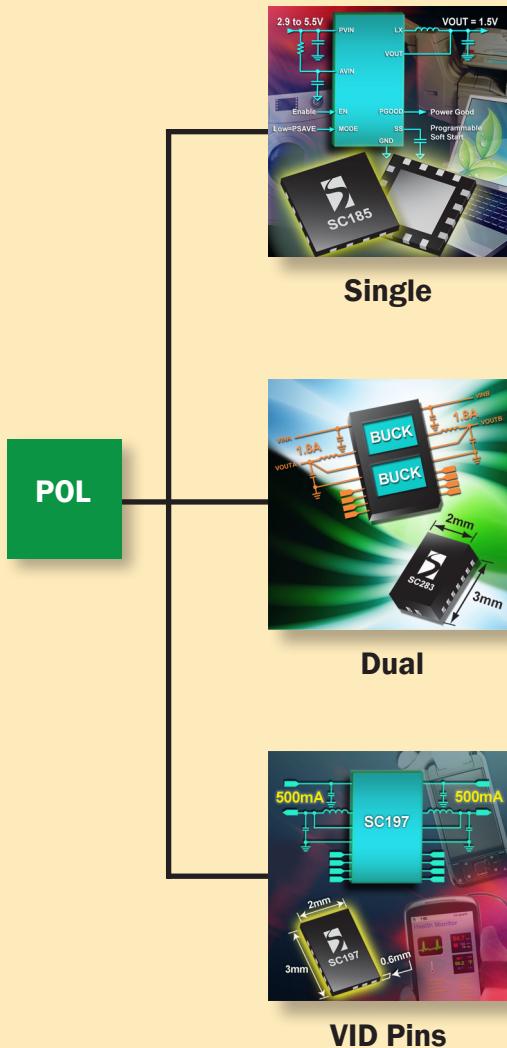 POL
2.9 to 5.5V
VOUT = 1.5V
PVIN
LX
VOUT
AVIN
Enable
EN
PGOOD
Power Good
Low=PSAVE
MODE
SS
Programmable
Soft Start
GND
SC185
Single
VINA
VINB
1.8A
1.8A
VOUTA
VOUTB
BUCK
BUCK
2mm
SC283
3mm
Dual
500mA
500mA
SC197
2mm
Health Monitor
3mm
SC197
0.6mm
VID Pins